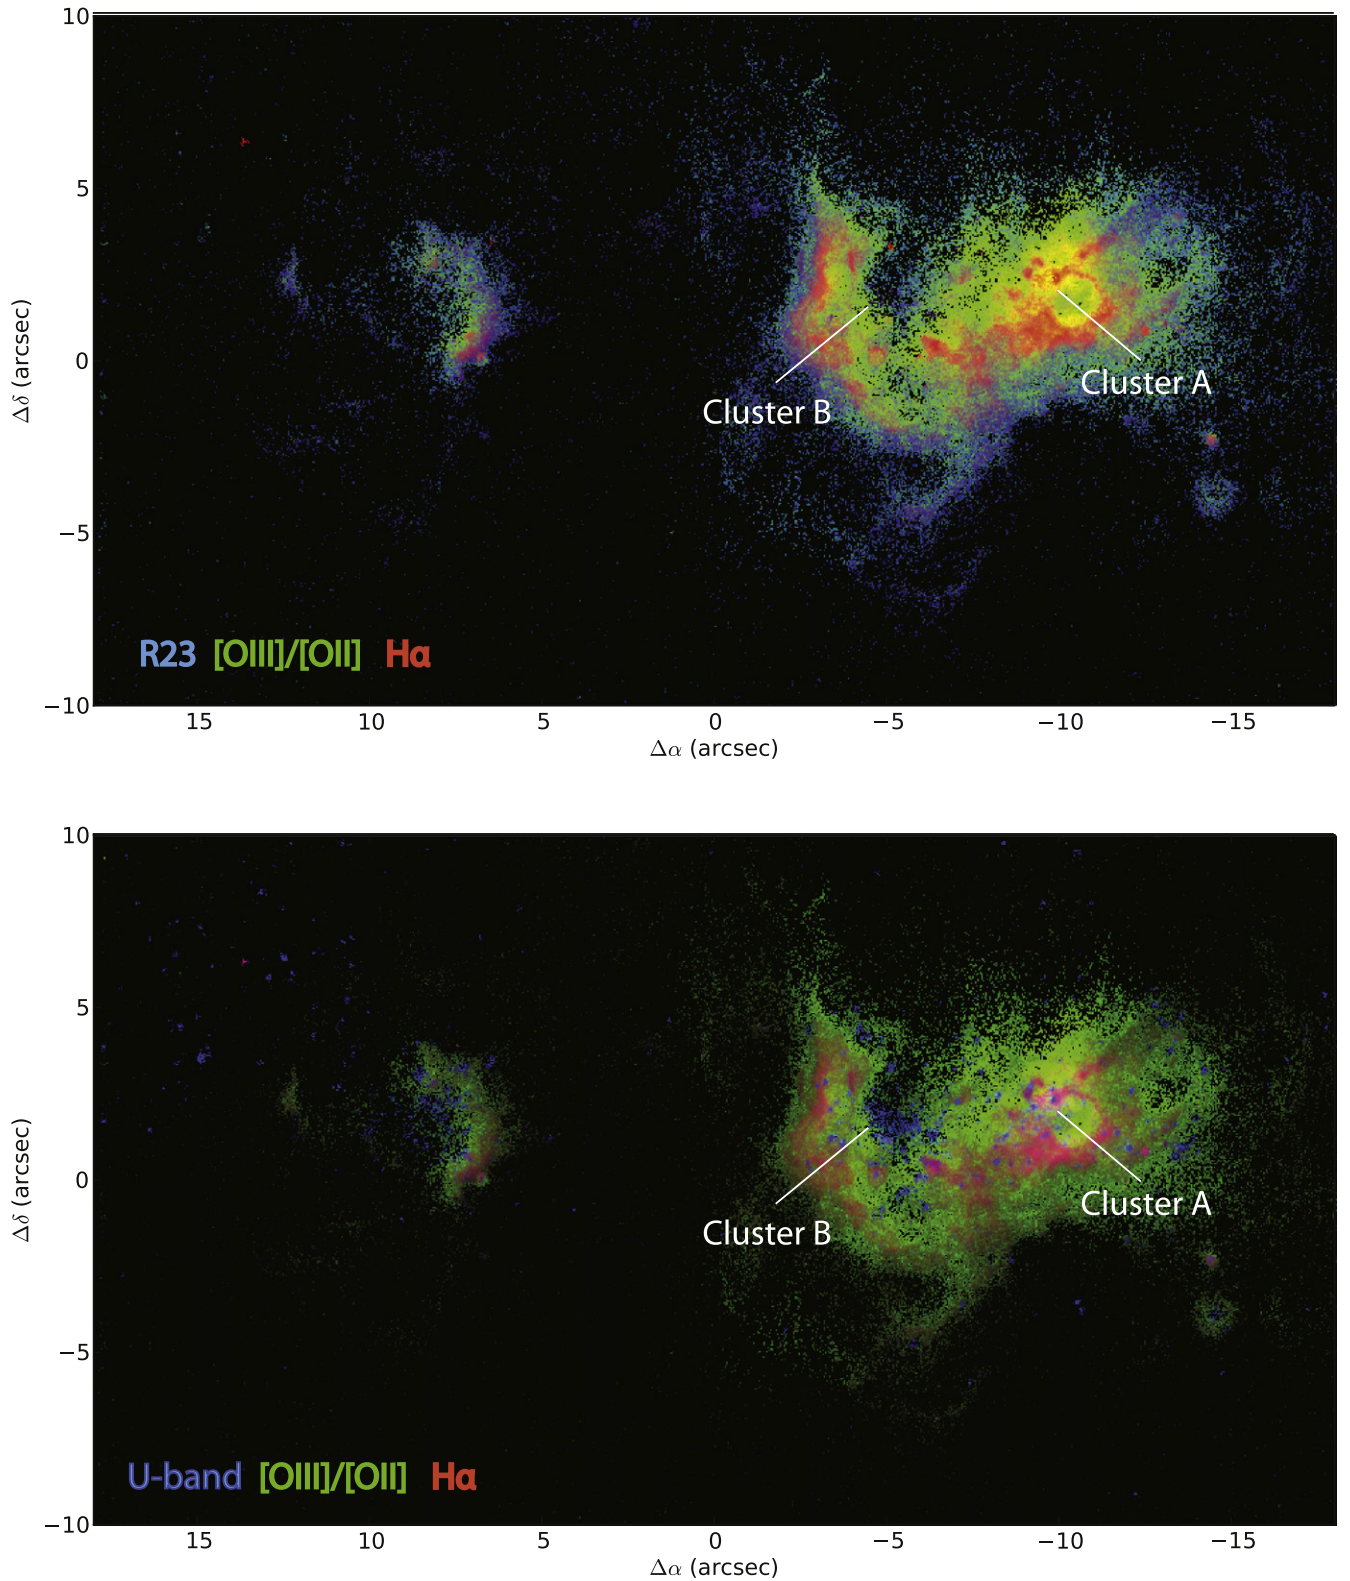 10
5
0
−5
−10
Δδ (arcsec)
Cluster B
Cluster A
R23 [OIII]/[OII] Hα
15 10 5 0 −5 −10 −15
Δα (arcsec)
10
5
0
−5
−10
Δδ (arcsec)
Cluster B
Cluster A
U-band [OIII]/[OII] Hα
15 10 5 0 −5 −10 −15
Δα (arcsec)